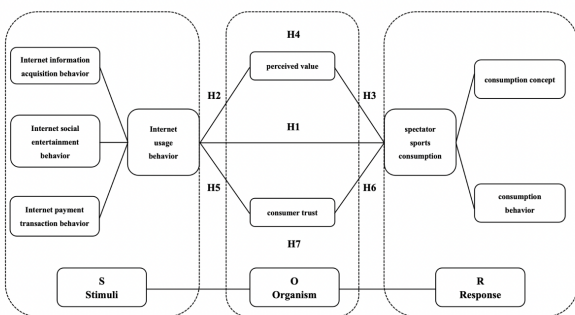 Internet information
acquisition behavior
Internet social
entertainment
behavior
Internet payment
transaction behavior
Internet
usage
behavior
H4
perceived value
H2
H3
H1
H5
H6
consumer trust
H7
spectator
sports
consumption
consumption concept
consumption
behavior
S
Stimuli
O
Organism
R
Response